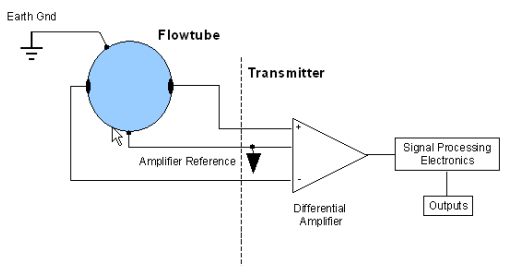 Earth Gnd
Flowtube
Transmitter
+
Amplifier Reference
-
Signal Processing
Electronics
Differential
Amplifier
Outputs